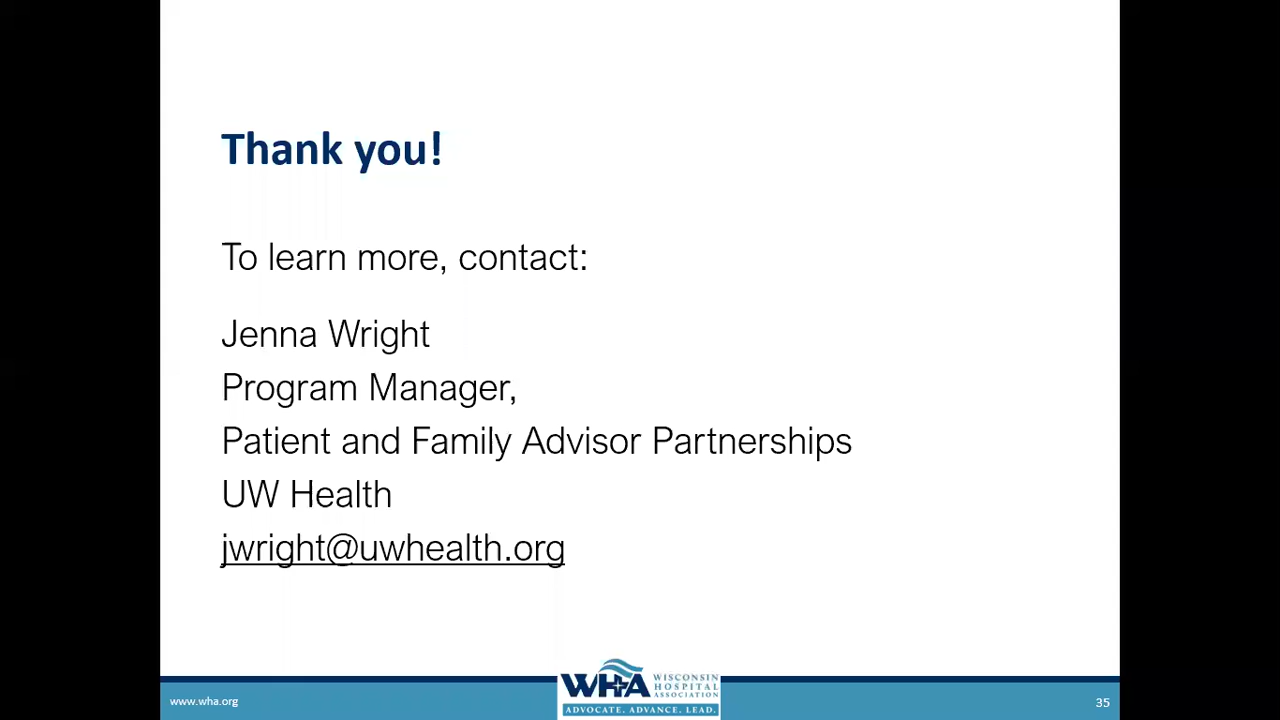 Thank you!
To learn more, contact:
Jenna Wright
Program Manager,
Patient and Family Advisor Partnerships
UW Health
jwright@uwhealth.org
www.wha.org
WHA
WISCONSIN
HOSPITAL
ASSOCIATION
ADVOCATE. ADVANCE. LEAD.
35